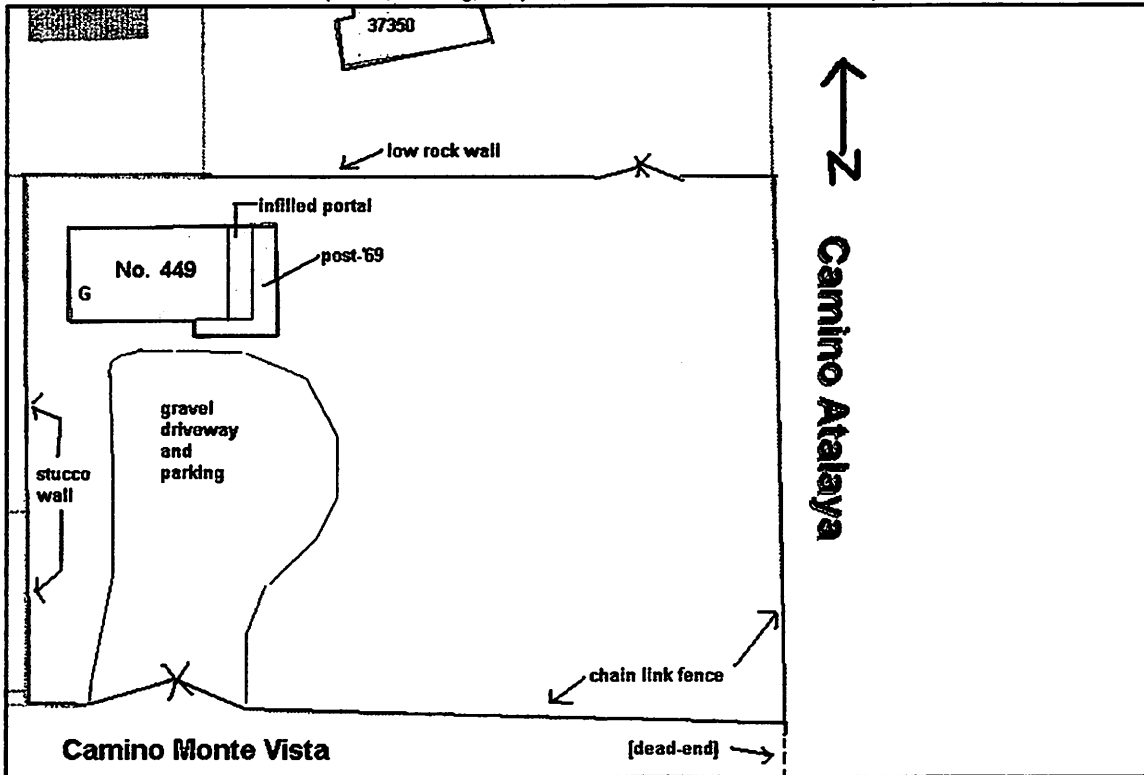 37350
low rock wall
infilled portal
post-'69
No. 449
G
gravel
driveway
and
parking
stucco
wall
chain link fence
Camino Monte Vista
[dead-end]
N
Camino Atalaya